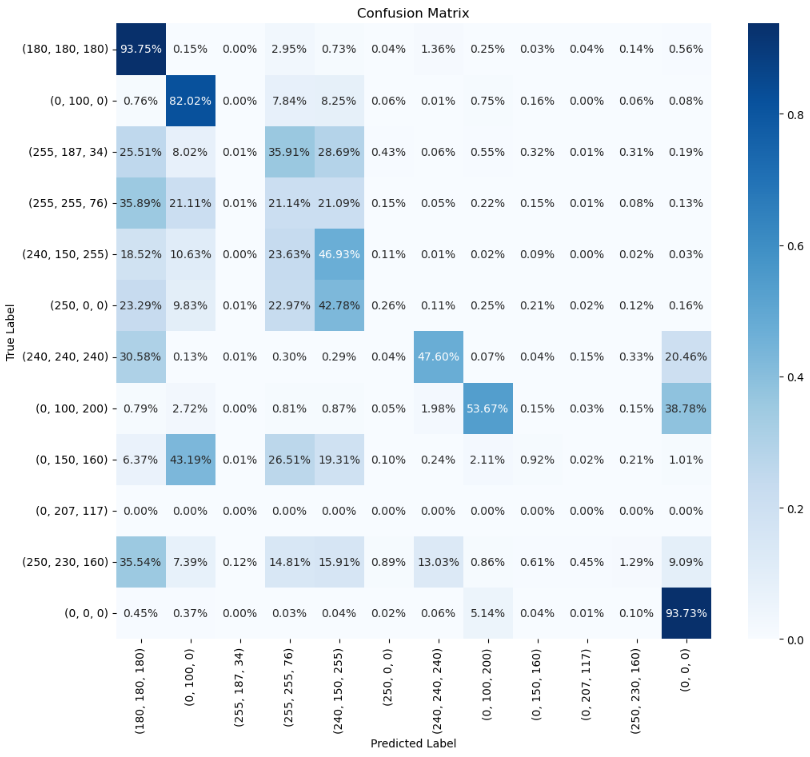 Confusion Matrix
(180, 180, 180) 93.75% 0.15% 0.00% 2.95% 0.73% 0.04% 1.36% 0.25% 0.03% 0.04% 0.14% 0.56%
(0, 100, 0) 0.76% 82.02% 0.00% 7.84% 8.25% 0.06% 0.01% 0.75% 0.16% 0.00% 0.06% 0.08%
(255, 187, 34) 25.51% 8.02% 0.01% 35.91% 28.69% 0.43% 0.06% 0.55% 0.32% 0.01% 0.31% 0.19%
(255, 255, 76) 35.89% 21.11% 0.01% 21.14% 21.09% 0.15% 0.05% 0.22% 0.15% 0.01% 0.08% 0.13%
(240, 150, 255) 18.52% 10.63% 0.00% 23.63% 46.93% 0.11% 0.01% 0.02% 0.09% 0.00% 0.02% 0.03%
(250, 0, 0) 23.29% 9.83% 0.01% 22.97% 42.78% 0.26% 0.11% 0.25% 0.21% 0.02% 0.12% 0.16%
(240, 240, 240) 30.58% 0.13% 0.01% 0.30% 0.29% 0.04% 47.60% 0.07% 0.04% 0.15% 0.33% 20.46%
(0, 100, 200) 0.79% 2.72% 0.00% 0.81% 0.87% 0.05% 1.98% 53.67% 0.15% 0.03% 0.15% 38.78%
(0, 150, 160) 6.37% 43.19% 0.01% 26.51% 19.31% 0.10% 0.24% 2.11% 0.92% 0.02% 0.21% 1.01%
(0, 207, 117) 0.00% 0.00% 0.00% 0.00% 0.00% 0.00% 0.00% 0.00% 0.00% 0.00% 0.00% 0.00%
(250, 230, 160) 35.54% 7.39% 0.12% 14.81% 15.91% 0.89% 13.03% 0.86% 0.61% 0.45% 1.29% 9.09%
(0, 0, 0) 0.45% 0.37% 0.00% 0.03% 0.04% 0.02% 0.06% 5.14% 0.04% 0.01% 0.10% 93.73%
True Label
(180, 180, 180)
(0, 100, 0)
(255, 187, 34)
(255, 255, 76)
(240, 150, 255)
(250, 0, 0)
(240, 240, 240)
(0, 100, 200)
(0, 150, 160)
(0, 207, 117)
(250, 230, 160)
(0, 0, 0)
Predicted Label
0.8
0.6
0.4
0.2
0.0